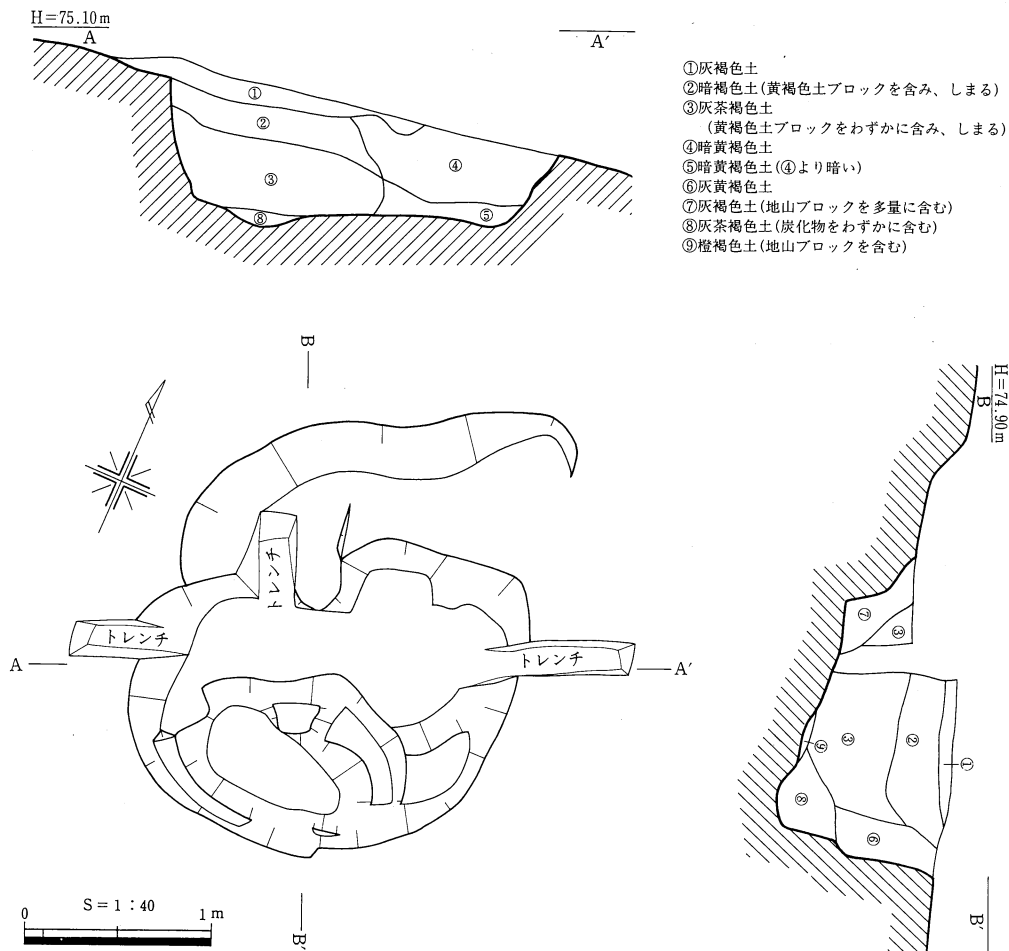 H=75.10m
A
A′
①
②
③
④
⑤
⑧
①灰褐色土
②暗褐色土(黄褐色土ブロックを含み、しまる)
③灰茶褐色土
(黄褐色土ブロックをわずかに含み、しまる)
④暗黄褐色土
⑤暗黄褐色土(④より暗い)
⑥灰黄褐色土
⑦灰褐色土(地山ブロックを多量に含む)
⑧灰茶褐色土(炭化物をわずかに含む)
⑨橙褐色土(地山ブロックを含む)
B
トレンチ
トレンチ
トレンチ
A
A′
B′
H=74.90m
B
⑦
③
⑨
③
②
①
⑧
⑥
B′
S=1:40
0
1m